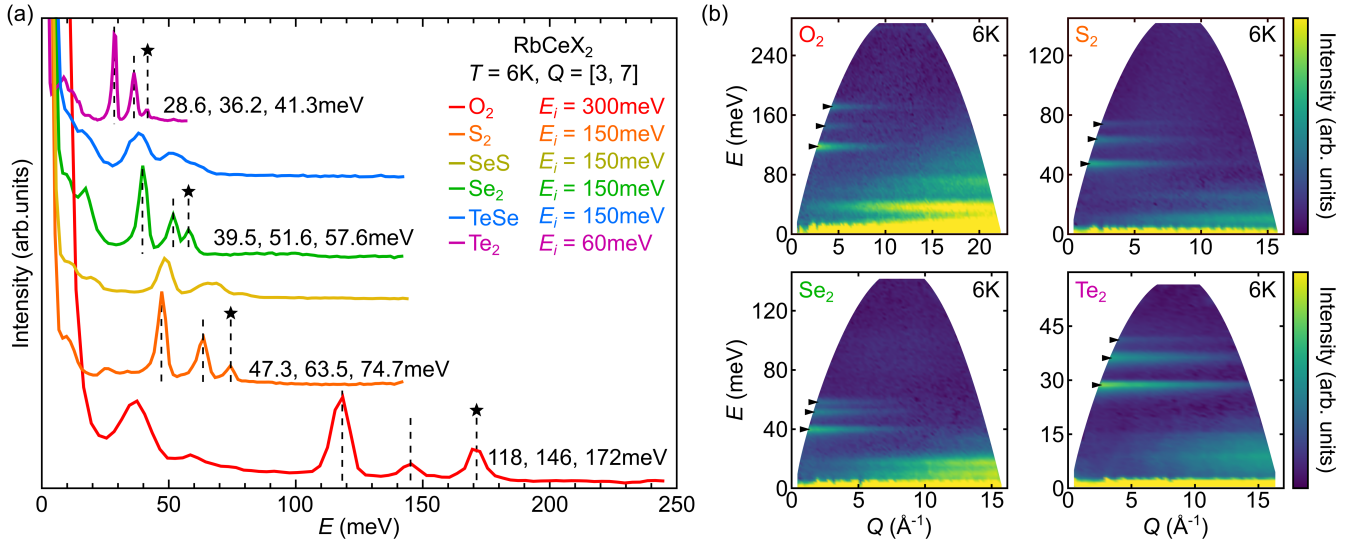 (a)
Intensity (arb.units)
RbCeX₂
T = 6K, Q = [3, 7]
O₂ Eᵢ = 300meV
S₂ Eᵢ = 150meV
SeS Eᵢ = 150meV
Se₂ Eᵢ = 150meV
TeSe Eᵢ = 150meV
Te₂ Eᵢ = 60meV
★
28.6, 36.2, 41.3meV
★
39.5, 51.6, 57.6meV
★
47.3, 63.5, 74.7meV
★
118, 146, 172meV
0 50 100 150 200 250
E (meV)
(b)
O₂ 6K
E (meV)
240
160
80
0
0 5 10 15 20
S₂ 6K
120
80
40
0
0 5 10 15
Intensity (arb. units)
Se₂ 6K
E (meV)
120
80
40
0
0 5 10 15
Q (Å⁻¹)
Te₂ 6K
45
30
15
0
0 5 10 15
Q (Å⁻¹)
Intensity (arb. units)